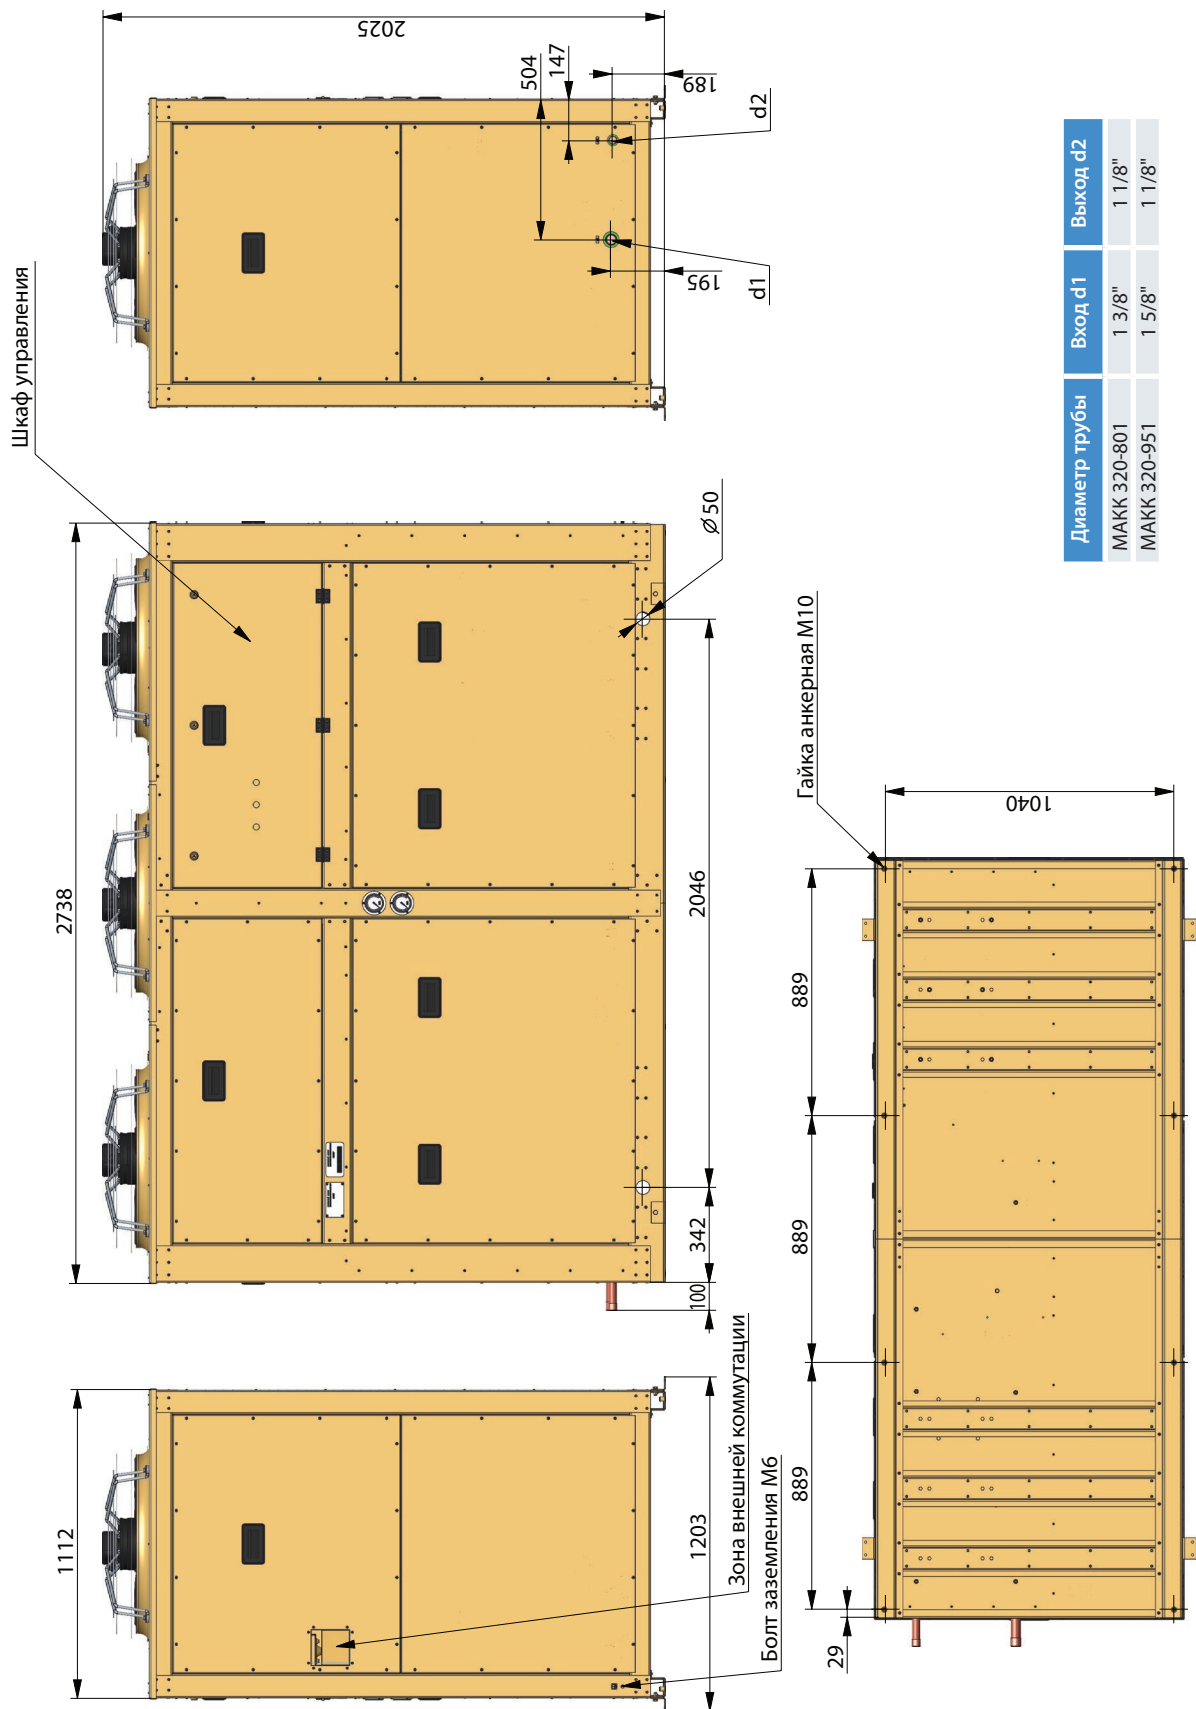 1112
1203
Зона внешней коммутации
Болт заземления М6
2738
100
342
2046
Ø 50
Шкаф управления
2025
504
147
189
195
d1
d2
29
889
889
889
1040
Гайка анкерная М10
Диаметр трубы Вход d1 Выход d2
МАКК 320-801 1 3/8" 1 1/8"
МАКК 320-951 1 5/8" 1 1/8"